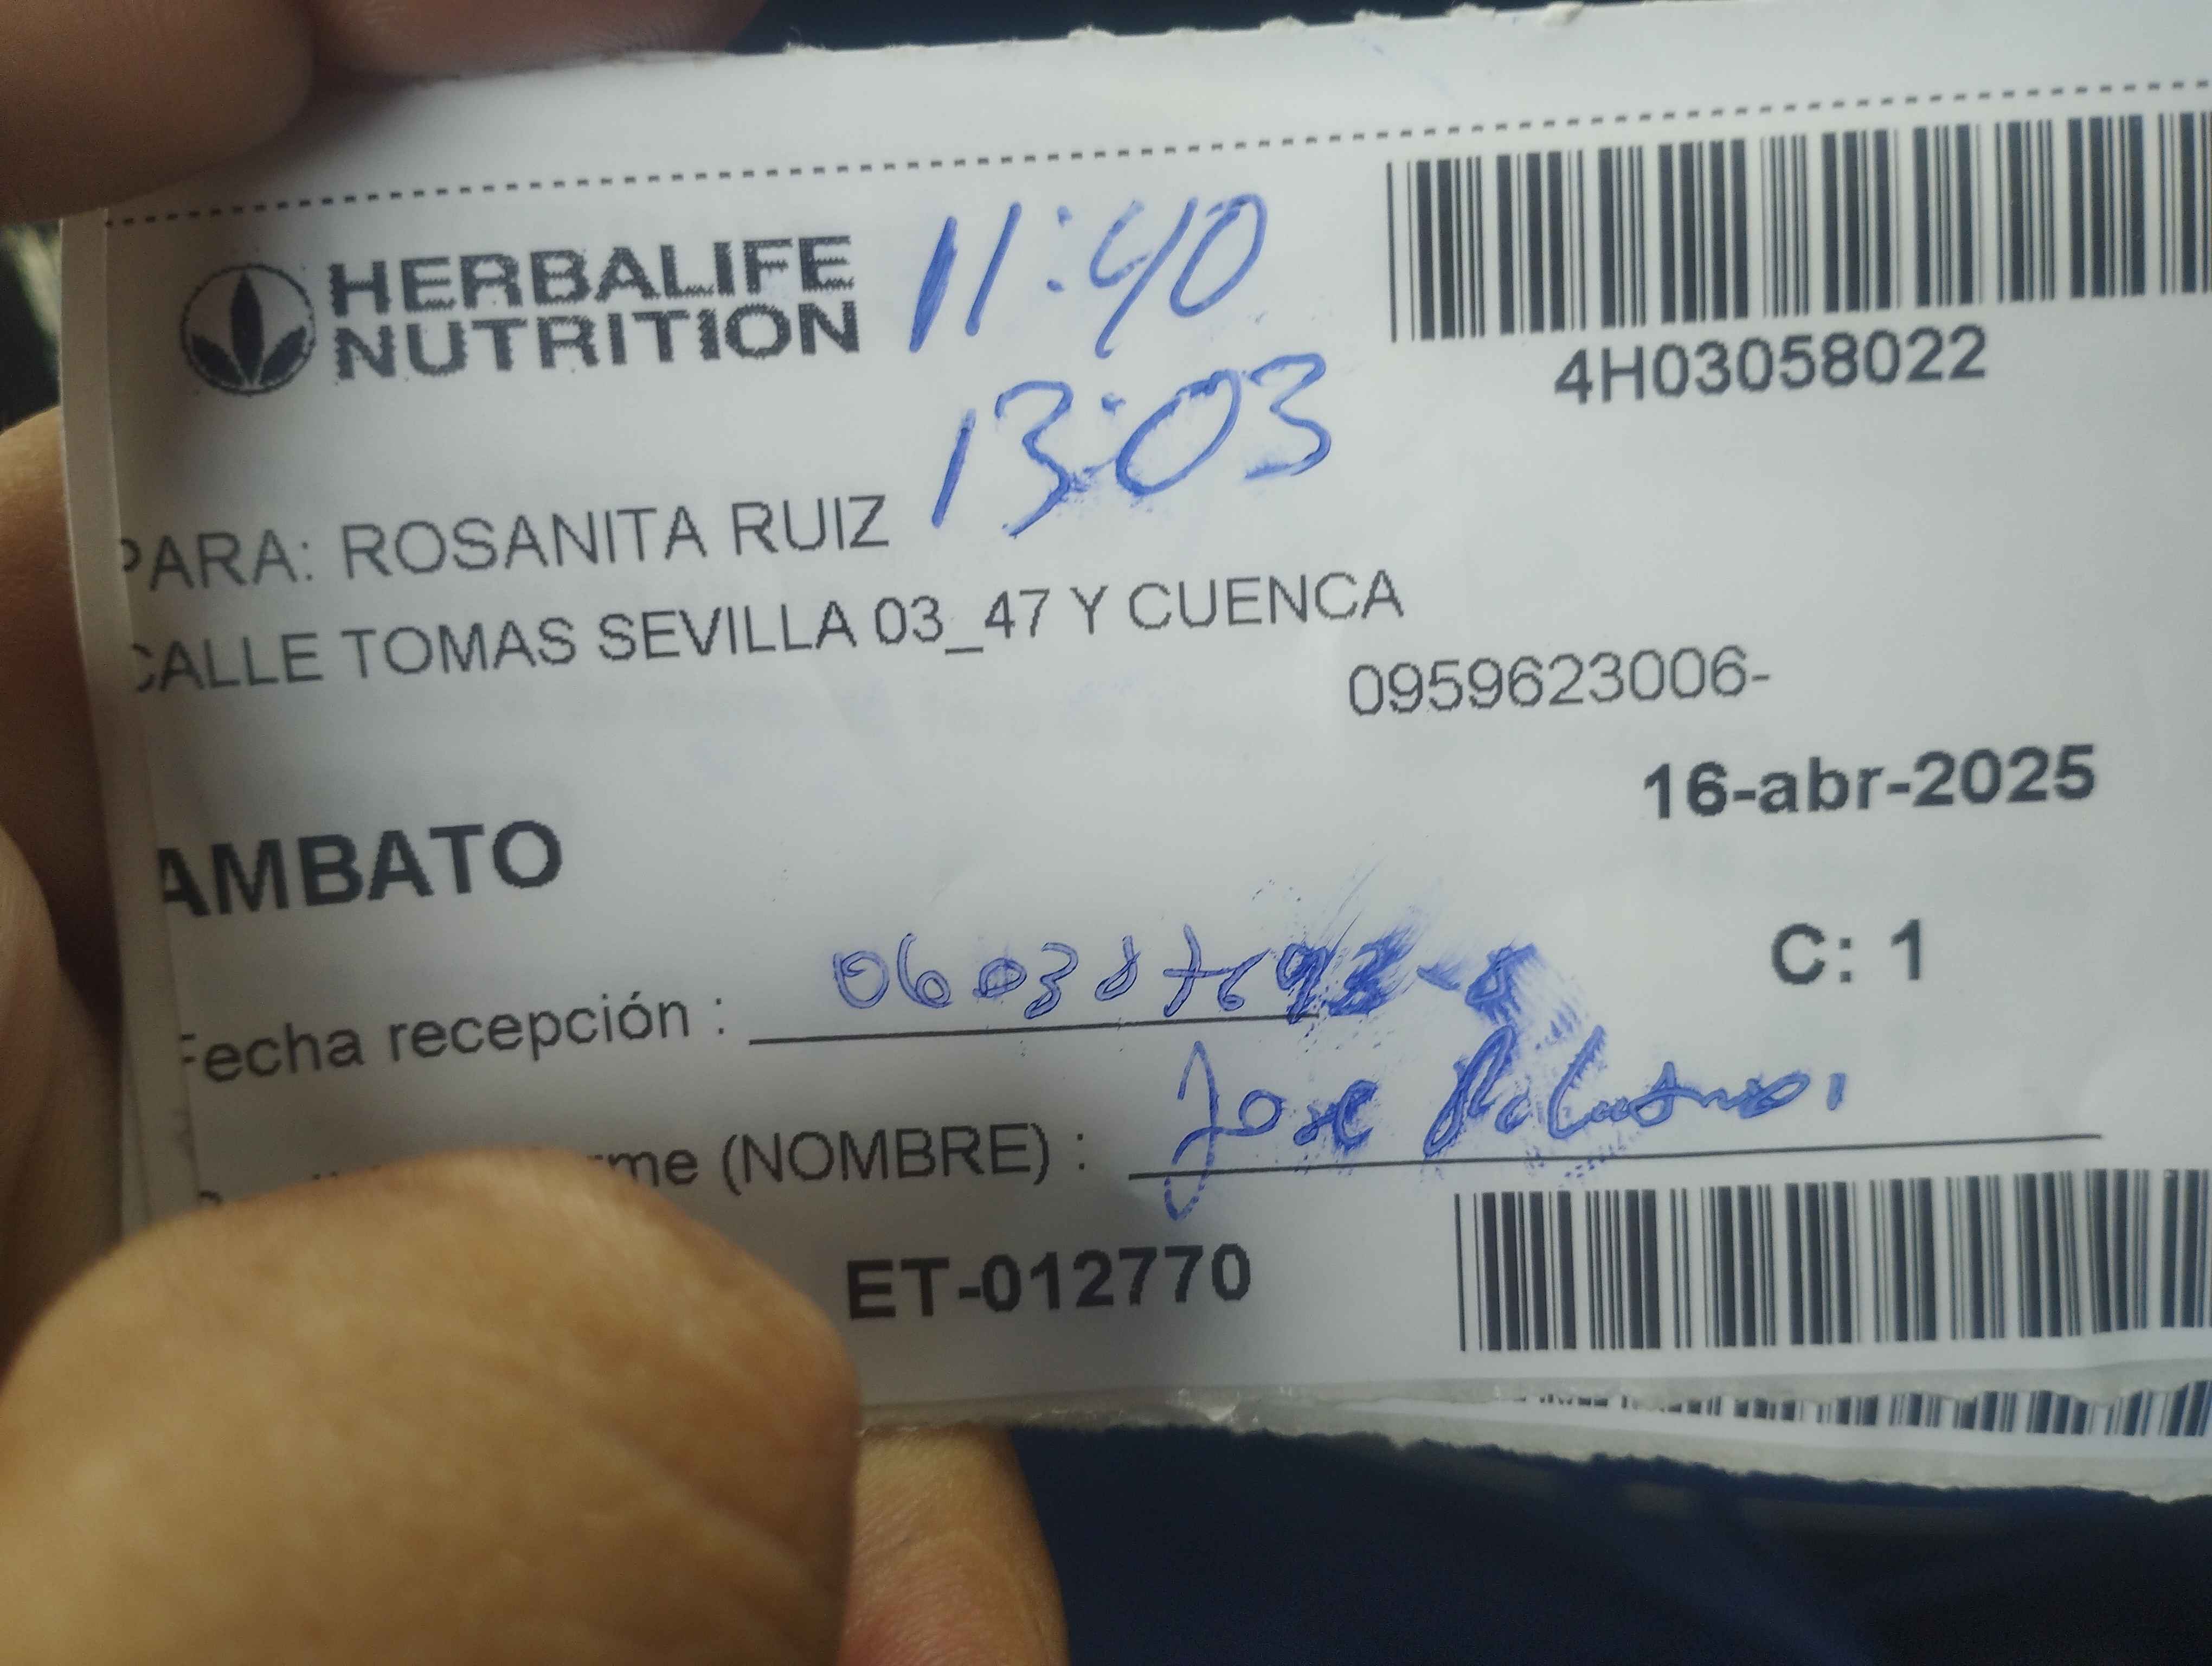 HERBALIFE
NUTRITION
11:40
13:03
4H03058022
PARA: ROSANITA RUIZ
CALLE TOMAS SEVILLA 03_47 Y CUENCA
0959623006-
16-abr-2025
AMBATO
C: 1
Fecha recepción :
(NOMBRE) : Jose
ET-012770